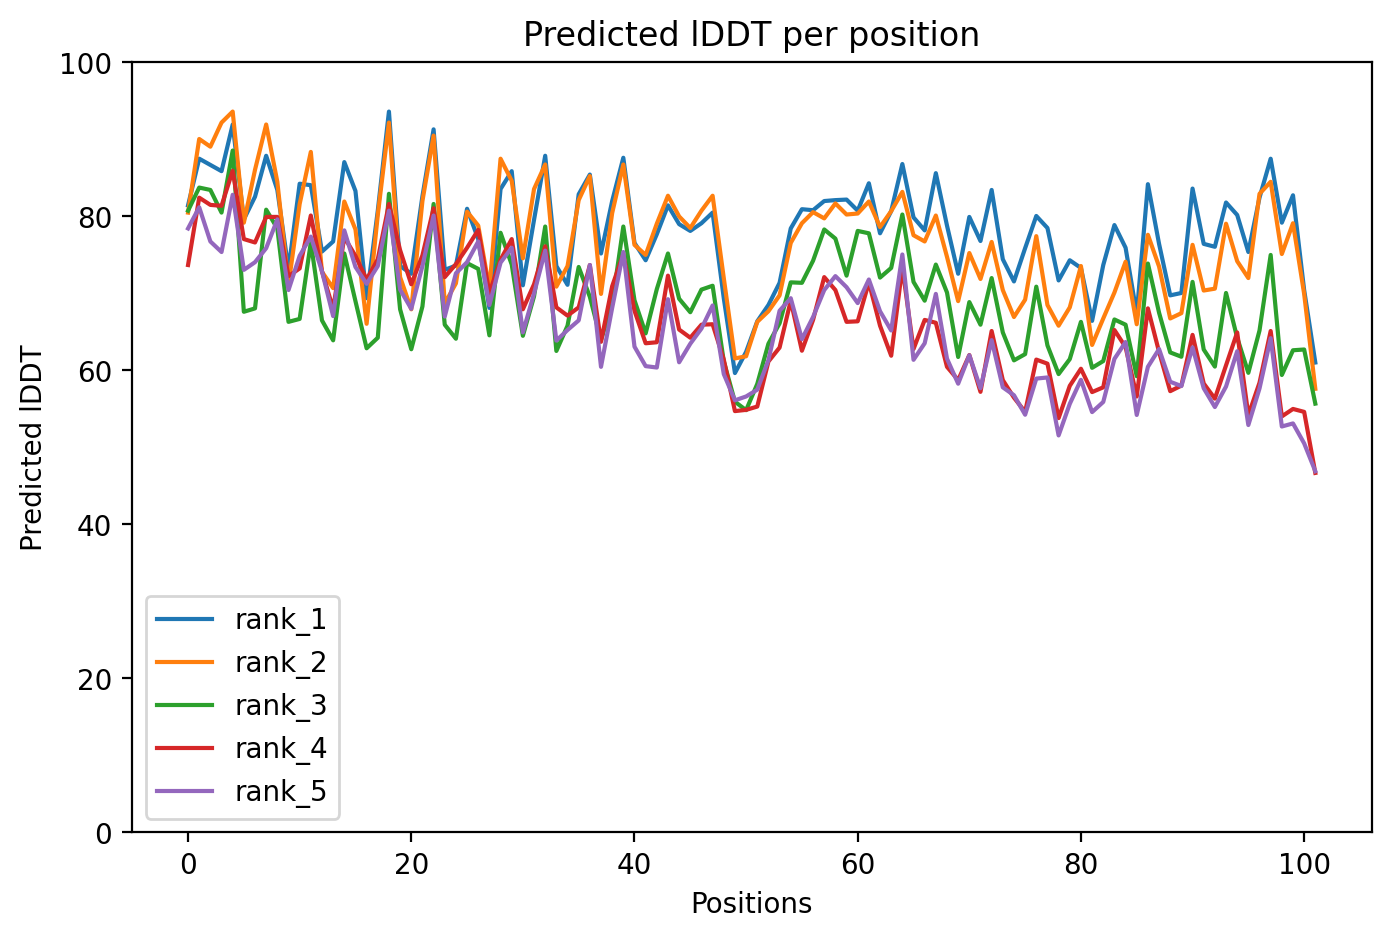 Predicted lDDT per position
100
80
60
40
20
0
Predicted lDDT
rank_1
rank_2
rank_3
rank_4
rank_5
0 20 40 60 80 100
Positions